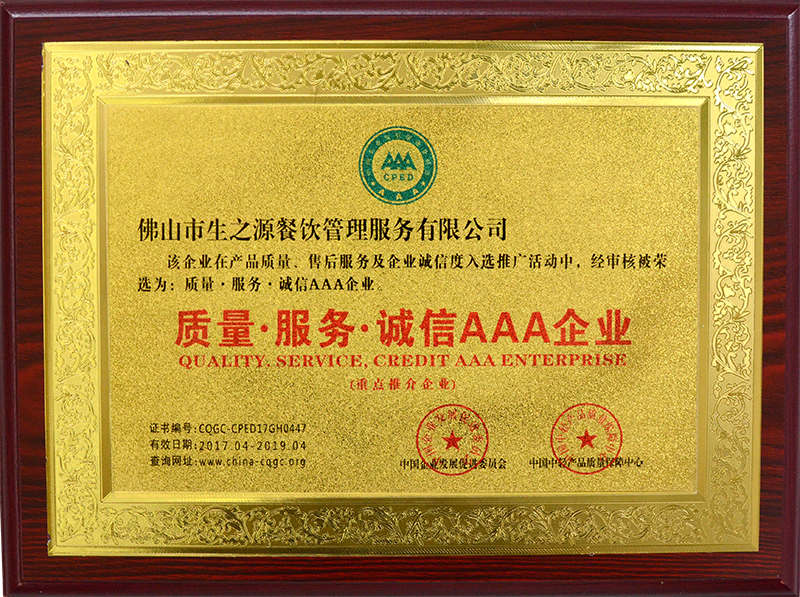 AAA
CPED
AAA
佛山市生之源餐饮管理服务有限公司
该企业在产品质量、售后服务及企业诚信度入选推广活动中，经审核被荣
选为：质量·服务·诚信AAA企业。
质量·服务·诚信AAA企业
QUALITY, SERVICE, CREDIT AAA ENTERPRISE
(重点推介企业)
证书编号:CQGC-CPED17GH0447
有效日期:2017.04-2019.04
查询网址:www.china-cqgc.org
中国企业发展促进委员会
中国中轻产品质量保障中心